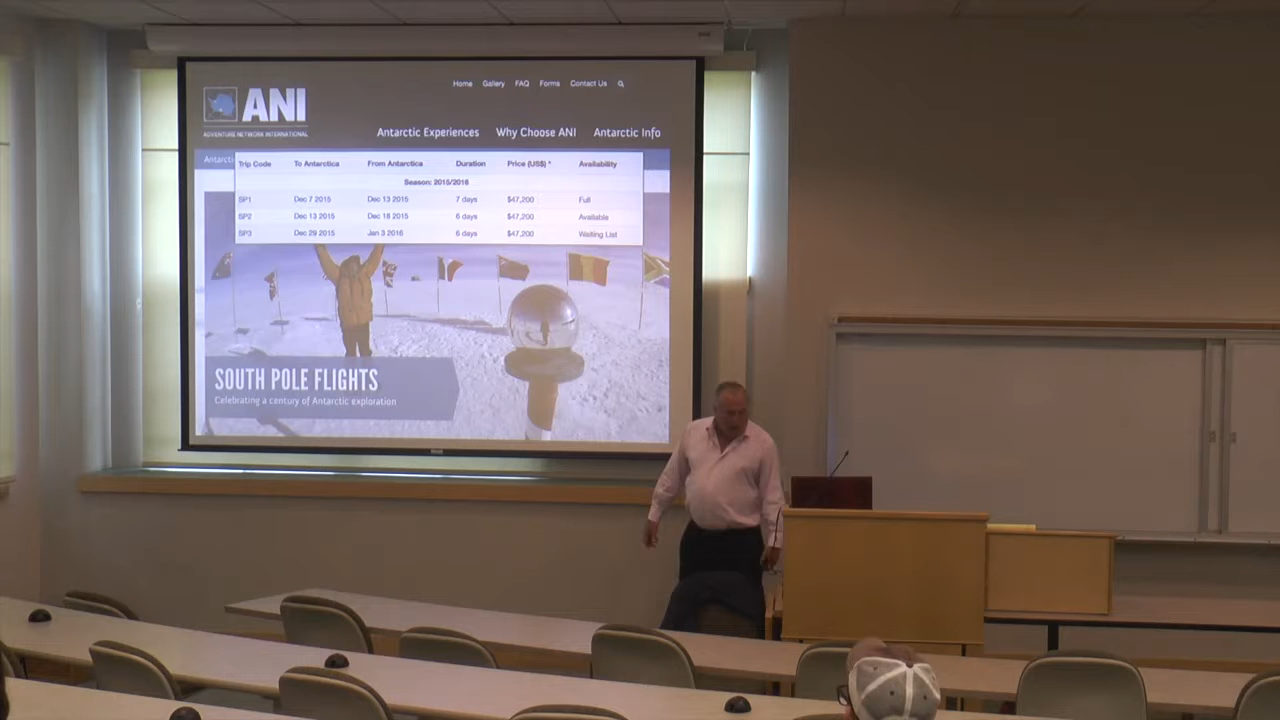 Home Gallery FAQ Forms Contact Us
ANI
ADVENTURE NETWORK INTERNATIONAL
Antarctic Experiences Why Choose ANI Antarctic Info
Trip Code To Antarctica From Antarctica Duration Price (US$) * Availability
Season: 2015/2016
SP1 Dec 7 2015 Dec 13 2015 7 days $47,200 Full
SP2 Dec 13 2015 Dec 18 2015 6 days $47,200 Available
SP3 Dec 29 2015 Jan 3 2016 6 days $47,200 Waiting List
SOUTH POLE FLIGHTS
Celebrating a century of Antarctic exploration